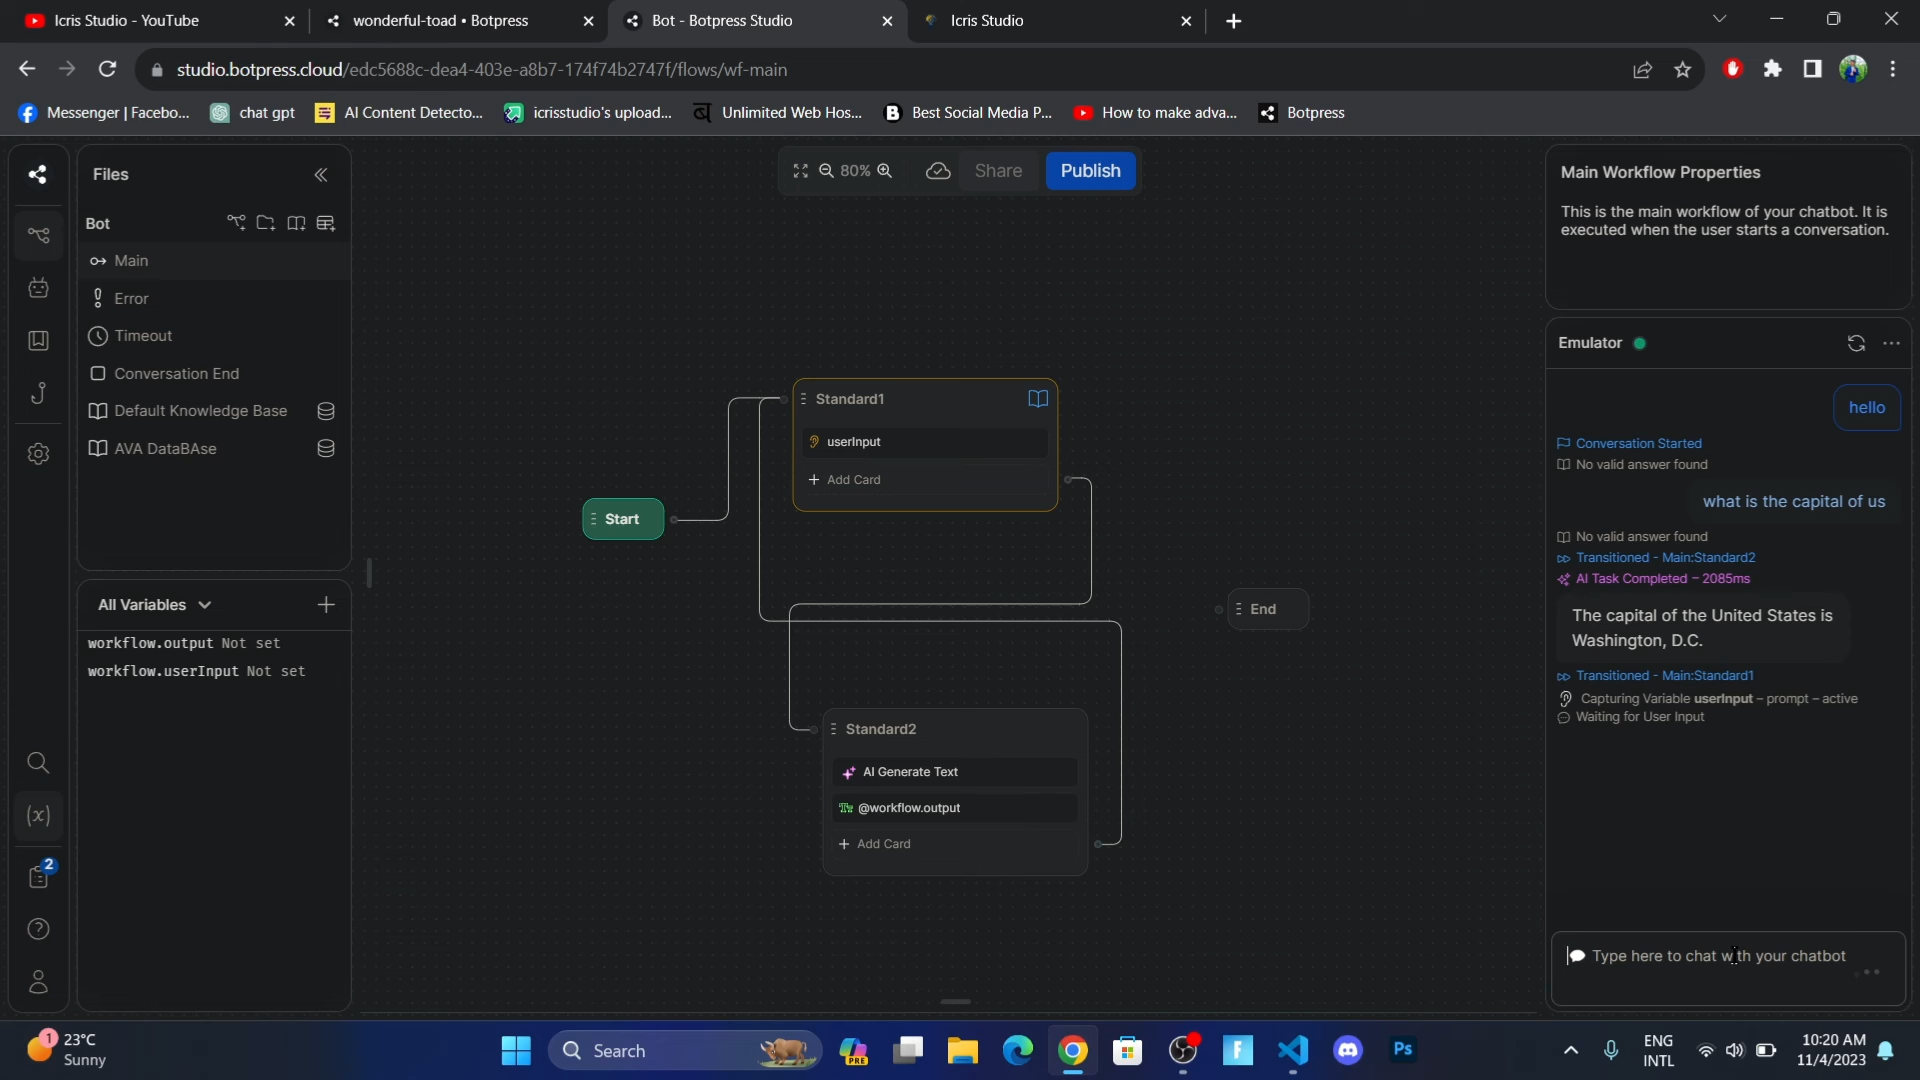 Icris Studio - YouTube
wonderful-toad • Botpress
Bot - Botpress Studio
Icris Studio
studio.botpress.cloud/edc5688c-dea4-403e-a8b7-174f74b2747f/flows/wf-main
Messenger | Facebo...
chat gpt
AI Content Detecto...
icrisstudio's upload...
Unlimited Web Hos...
Best Social Media P...
How to make adva...
Botpress
Files
Bot
Main
Error
Timeout
Conversation End
Default Knowledge Base
AVA DataBAse
All Variables
workflow.output Not set
workflow.userInput Not set
2
80%
Share
Publish
Start
Standard1
userInput
Add Card
End
Standard2
AI Generate Text
@workflow.output
Add Card
Main Workflow Properties
This is the main workflow of your chatbot. It is
executed when the user starts a conversation.
Emulator
hello
Conversation Started
No valid answer found
what is the capital of us
No valid answer found
Transitioned - Main:Standard2
AI Task Completed – 2085ms
The capital of the United States is
Washington, D.C.
Transitioned - Main:Standard1
Capturing Variable userInput – prompt – active
Waiting for User Input
Type here to chat with your chatbot
1
23°C
Sunny
Search
PRE
F
Ps
ENG
INTL
10:20 AM
11/4/2023